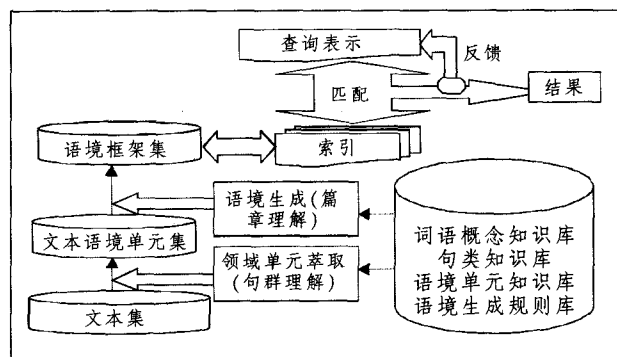 查询表示
反馈
匹配
结果
语境框架集
索引
语境生成(篇
章理解)
文本语境单元集
领域单元萃取
(句群理解)
文本集
词语概念知识库
句类知识库
语境单元知识库
语境生成规则库